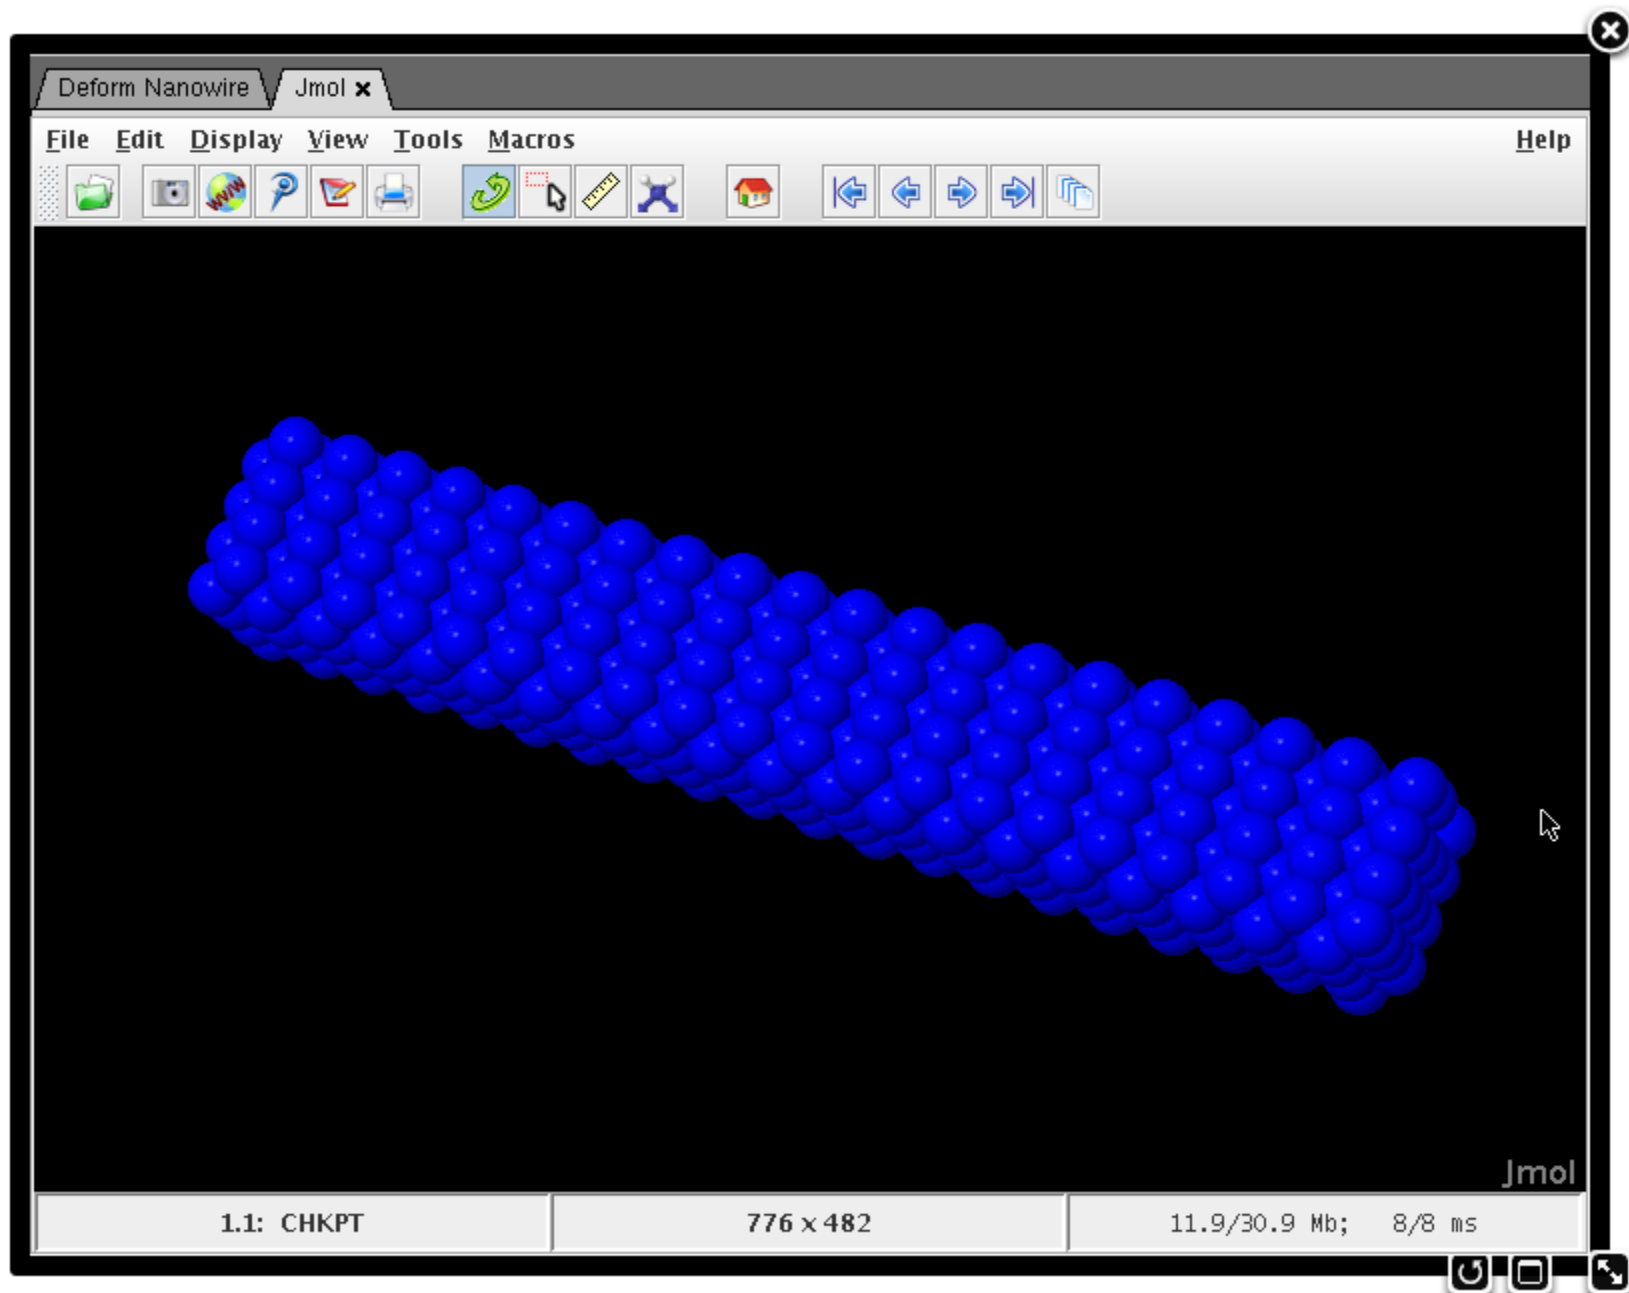 Deform Nanowire Jmol
File Edit Display View Tools Macros Help
WWW
Jmol
1.1: CHKPT 776 x 482 11.9/30.9 Mb; 8/8 ms